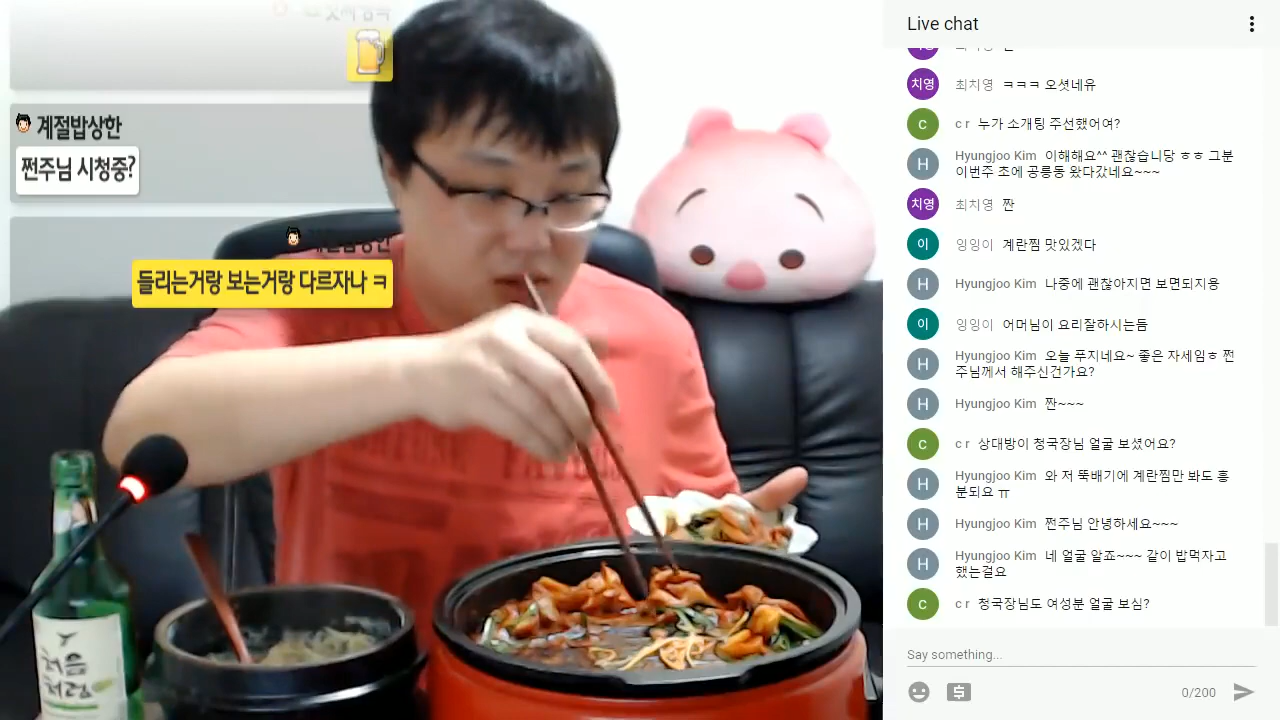 계절밥상한
쩐주님 시청중?
들리는거랑 보는거랑 다르자나 ㅋ
처음
처럼
Live chat
치영 최치영 ㅋㅋㅋ 오셧네유
C c r 누가 소개팅 주선했어여?
H Hyungjoo Kim 이해해요^^ 괜찮습니당 ㅎㅎ 그분
이번주 초에 공릉동 왔다갔네요~~~
치영 최치영 짠
이 잉잉이 계란찜 맛있겠다
H Hyungjoo Kim 나중에 괜찮아지면 보면되지용
이 잉잉이 어머님이 요리잘하시는듬
H Hyungjoo Kim 오늘 푸지네요~ 좋은 자세임ㅎ 쩐
주님께서 해주신건가요?
H Hyungjoo Kim 짠~~~
C c r 상대방이 청국장님 얼굴 보셨어요?
H Hyungjoo Kim 와 저 뚝배기에 계란찜만 봐도 흥
분되요 ㅠ
H Hyungjoo Kim 쩐주님 안녕하세요~~~
H Hyungjoo Kim 네 얼굴 알죠~~~ 같이 밥먹자고
했는걸요
C c r 청국장님도 여성분 얼굴 보심?
Say something...
0/200